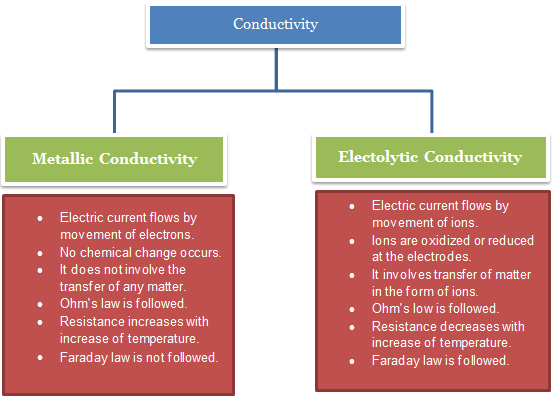 Conductivity
Metallic Conductivity
• Electric current flows by
movement of electrons.
• No chemical change occurs.
• It does not involve the
transfer of any matter.
• Ohm's law is followed.
• Resistance increases with
increase of temperature.
• Faraday law is not followed.
Electolytic Conductivity
• Electric current flows by
movement of ions.
• Ions are oxidized or reduced
at the electrodes.
• It involves transfer of matter
in the form of ions.
• Ohm's low is followed.
• Resistance decreases with
increase of temperature.
• Faraday law is followed.